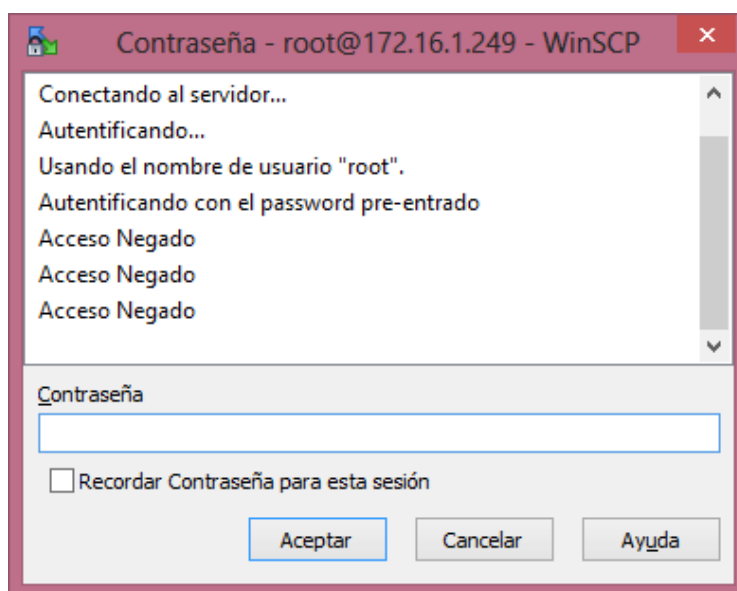 Contraseña - root@172.16.1.249 - WinSCP
Conectando al servidor...
Autentificando...
Usando el nombre de usuario "root".
Autentificando con el password pre-entrado
Acceso Negado
Acceso Negado
Acceso Negado
Contraseña
Recordar Contraseña para esta sesión
Aceptar Cancelar Ayuda